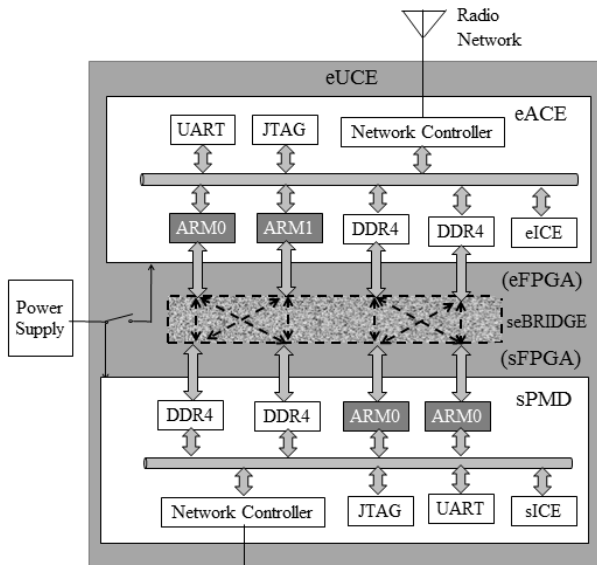 Radio
Network
eUCE
eACE
UART
JTAG
Network Controller
ARM0
ARM1
DDR4
DDR4
eICE
Power
Supply
(eFPGA)
seBRIDGE
(sFPGA)
sPMD
DDR4
DDR4
ARM0
ARM0
Network Controller
JTAG
UART
sICE